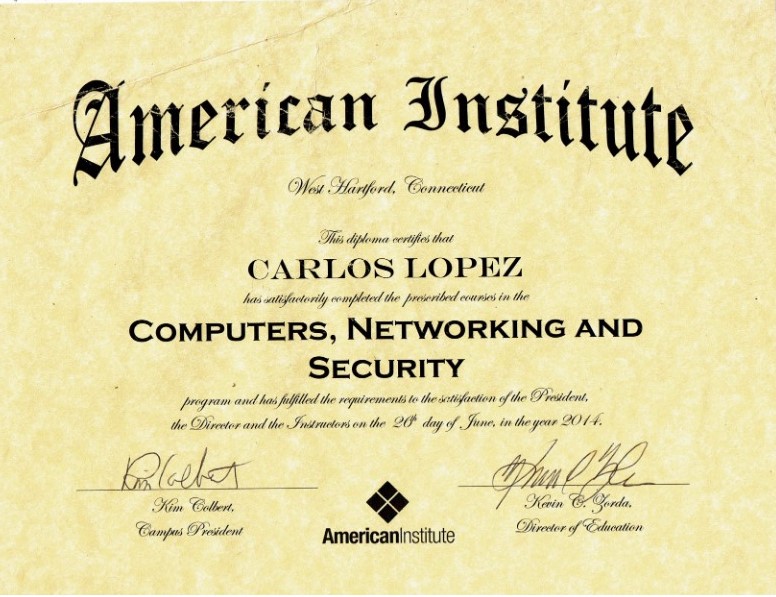 American Institute
West Hartford, Connecticut
This diploma certifies that
CARLOS LOPEZ
has satisfactorily completed the prescribed courses in the
COMPUTERS, NETWORKING AND
SECURITY
program and has fulfilled the requirements to the satisfaction of the President,
the Director and the Instructors on the 26th day of June, in the year 2014.
Kim Colbert
Kim Colbert,
Campus President
Kevin C. Zorda,
Director of Education
AmericanInstitute